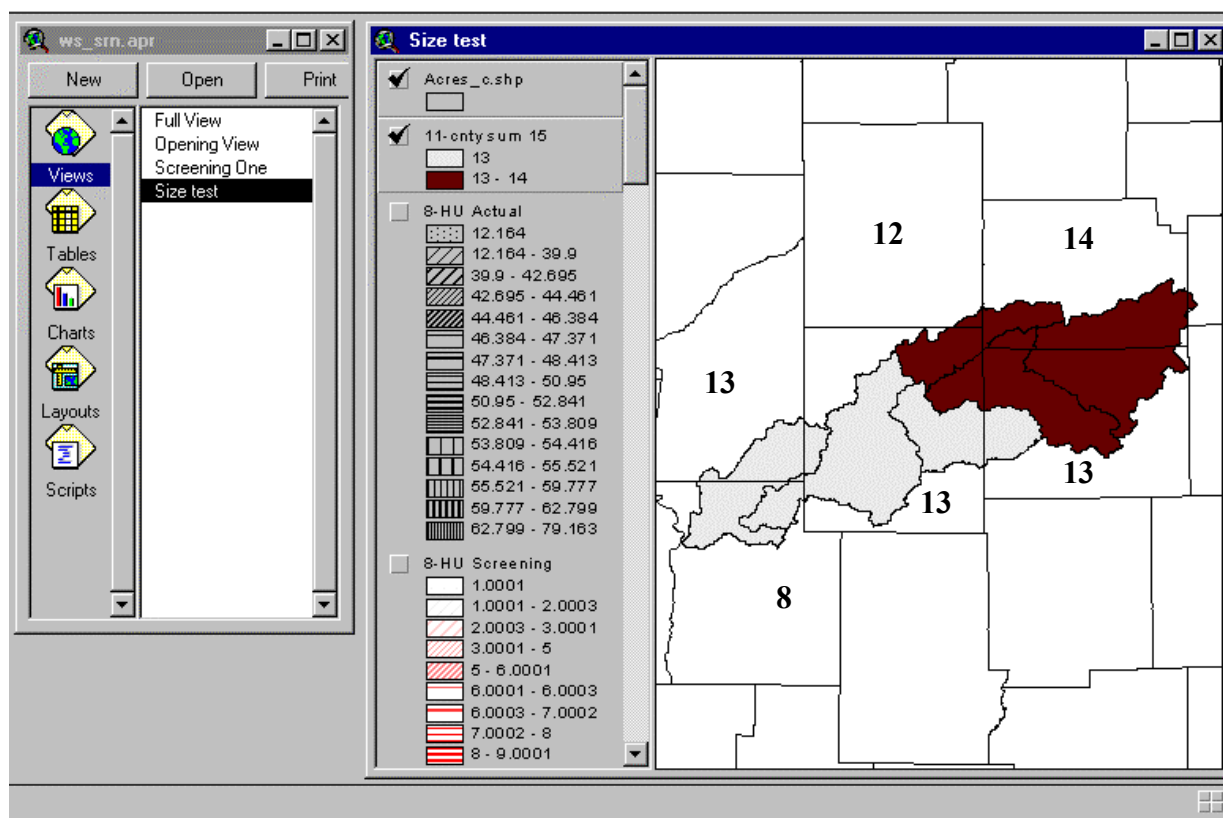 ws_srn.apr
New Open Print
Views
Tables
Charts
Layouts
Scripts
Full View
Opening View
Screening One
Size test
Size test
Acres_c.shp
11-cntysum 15
13
13 - 14
8-HU Actual
12.164
12.164 - 39.9
39.9 - 42.695
42.695 - 44.461
44.461 - 46.384
46.384 - 47.371
47.371 - 48.413
48.413 - 50.95
50.95 - 52.841
52.841 - 53.809
53.809 - 54.416
54.416 - 55.521
55.521 - 59.777
59.777 - 62.799
62.799 - 79.163
8-HU Screening
1.0001
1.0001 - 2.0003
2.0003 - 3.0001
3.0001 - 5
5 - 6.0001
6.0001 - 6.0003
6.0003 - 7.0002
7.0002 - 8
8 - 9.0001
12
14
13
13
13
8